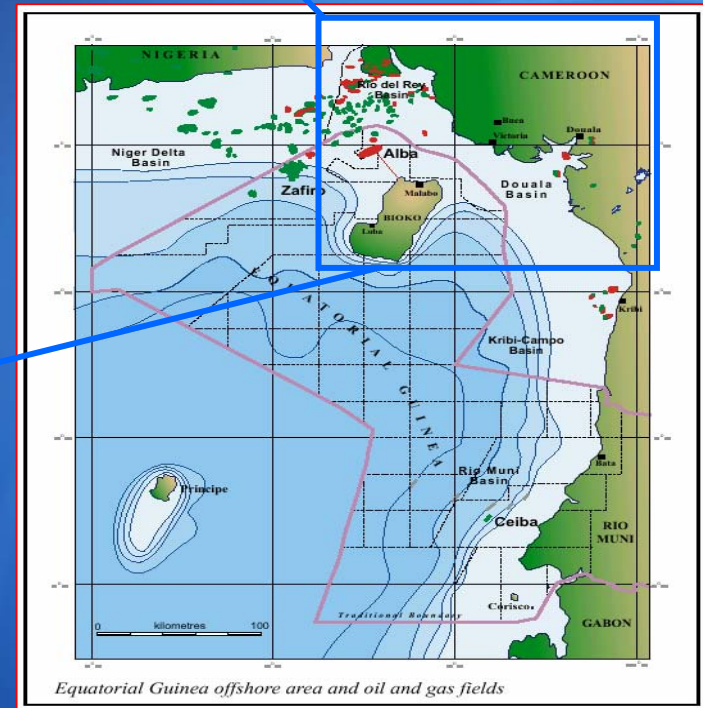 NIGERIA
CAMEROON
Rio del Rey
Basin
Buea
Victoria
Douala
Niger Delta
Basin
Alba
Zafiro
Malabo
Douala
Basin
BIOKO
Luba
EQUATORIAL GUINEA
Kribi
Kribi-Campo
Basin
Bata
Rio Muni
Basin
Principe
Ceiba
RIO
MUNI
Corisco
Traditional Boundary
GABON
0 kilometres 100
Equatorial Guinea offshore area and oil and gas fields